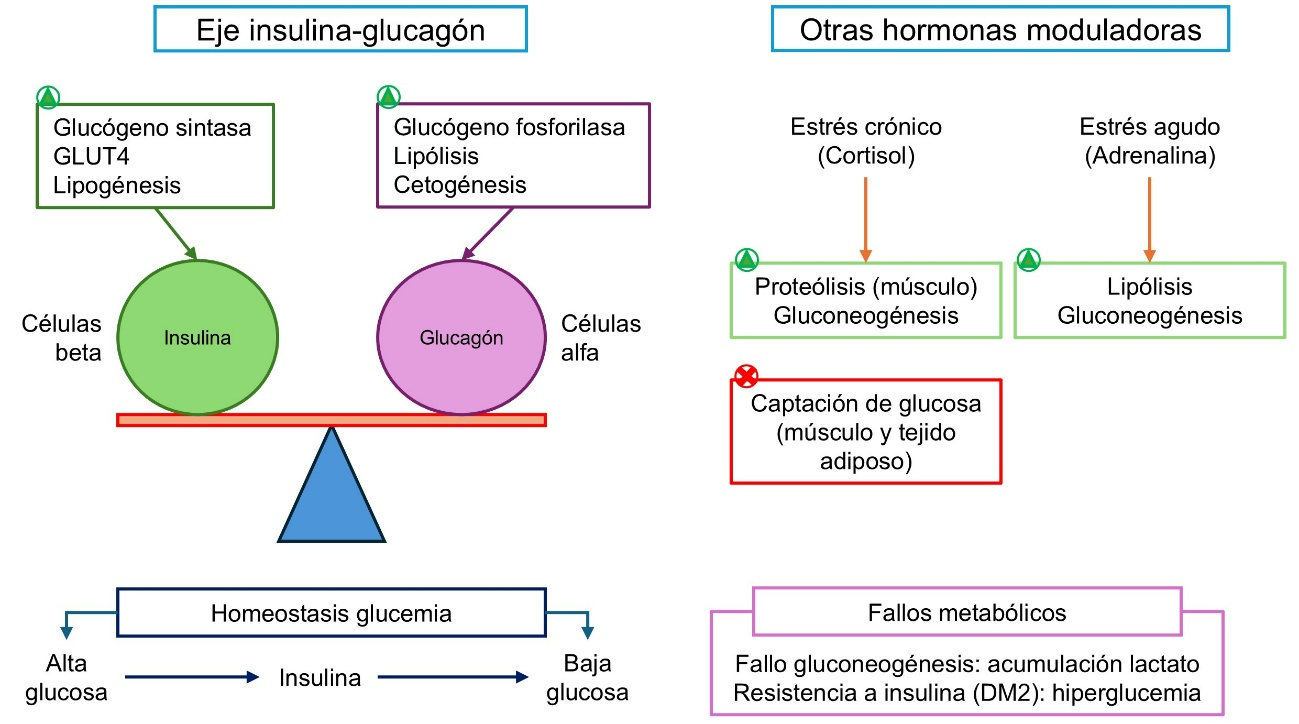 Eje insulina-glucagón
Glucógeno sintasa
GLUT4
Lipogénesis
Glucógeno fosforilasa
Lipólisis
Cetogénesis
Células
beta
Insulina
Glucagón
Células
alfa
Homeostasis glucemia
Alta
glucosa
Insulina
Baja
glucosa
Otras hormonas moduladoras
Estrés crónico
(Cortisol)
Estrés agudo
(Adrenalina)
Proteólisis (músculo)
Gluconeogénesis
Lipólisis
Gluconeogénesis
Captación de glucosa
(músculo y tejido
adiposo)
Fallos metabólicos
Fallo gluconeogénesis: acumulación lactato
Resistencia a insulina (DM2): hiperglucemia